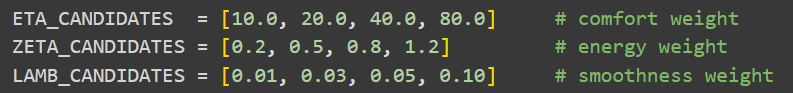 ETA_CANDIDATES  = [10.0, 20.0, 40.0, 80.0]     # comfort weight
ZETA_CANDIDATES = [0.2, 0.5, 0.8, 1.2]       # energy weight
LAMB_CANDIDATES = [0.01, 0.03, 0.05, 0.10]     # smoothness weight